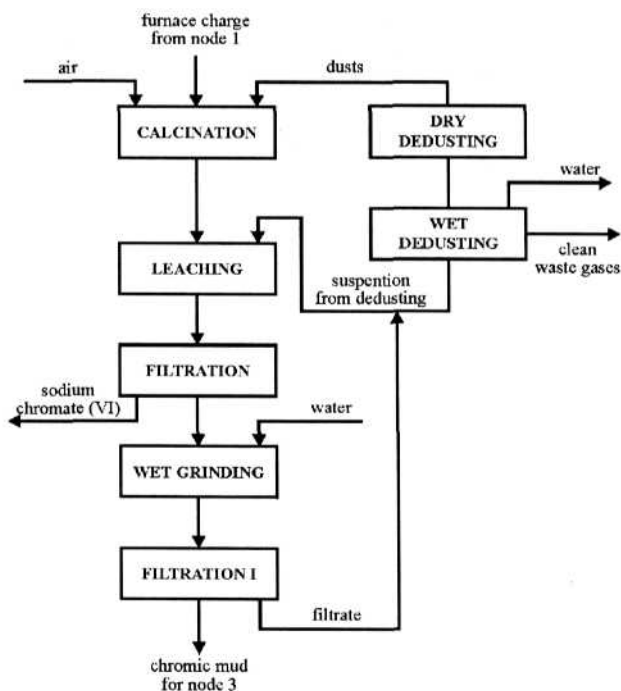 furnace charge
from node 1
air
dusts
CALCINATION
DRY
DEDUSTING
water
WET
DEDUSTING
clean
waste gases
LEACHING
suspention
from dedusting
FILTRATION
sodium
chromate (VI)
water
WET GRINDING
FILTRATION I
filtrate
chromic mud
for node 3